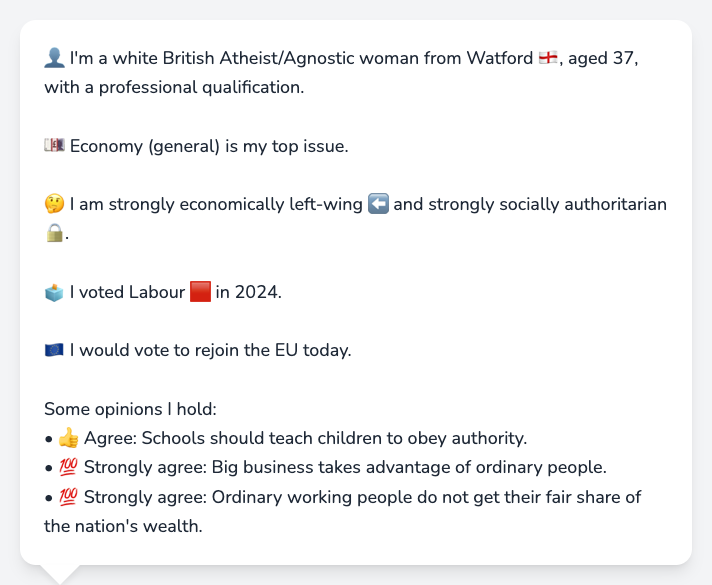 👤 I'm a white British Atheist/Agnostic woman from Watford 🏴󠁧󠁢󠁥󠁮󠁧󠁿, aged 37,
with a professional qualification.
💷 Economy (general) is my top issue.
🤔 I am strongly economically left-wing ⬅️ and strongly socially authoritarian
🔒.
🗳️ I voted Labour 🟥 in 2024.
🇪🇺 I would vote to rejoin the EU today.
Some opinions I hold:
• 👍 Agree: Schools should teach children to obey authority.
• 💯 Strongly agree: Big business takes advantage of ordinary people.
• 💯 Strongly agree: Ordinary working people do not get their fair share of
the nation's wealth.